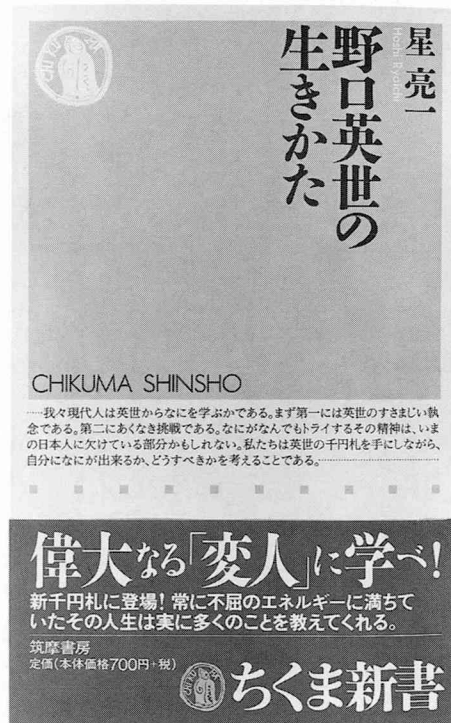 星 亮一
Hoshi Ryoichi
野口英世の
生きかた
CHIKUMA SHINSHO
……我々現代人は英世からなにを学ぶかである。まず第一には英世のすさまじい執
念である。第二にあくなき挑戦である。なにがなんでもトライするその精神は、いま
の日本人に欠けている部分かもしれない。私たちは英世の千円札を手にしながら、
自分になにが出来るか、どうすべきかを考えることである。……
偉大なる「変人」に学べ!
新千円札に登場! 常に不屈のエネルギーに満ちて
いたその人生は実に多くのことを教えてくれる。
筑摩書房
定価(本体価格700円+税)
ちくま新書